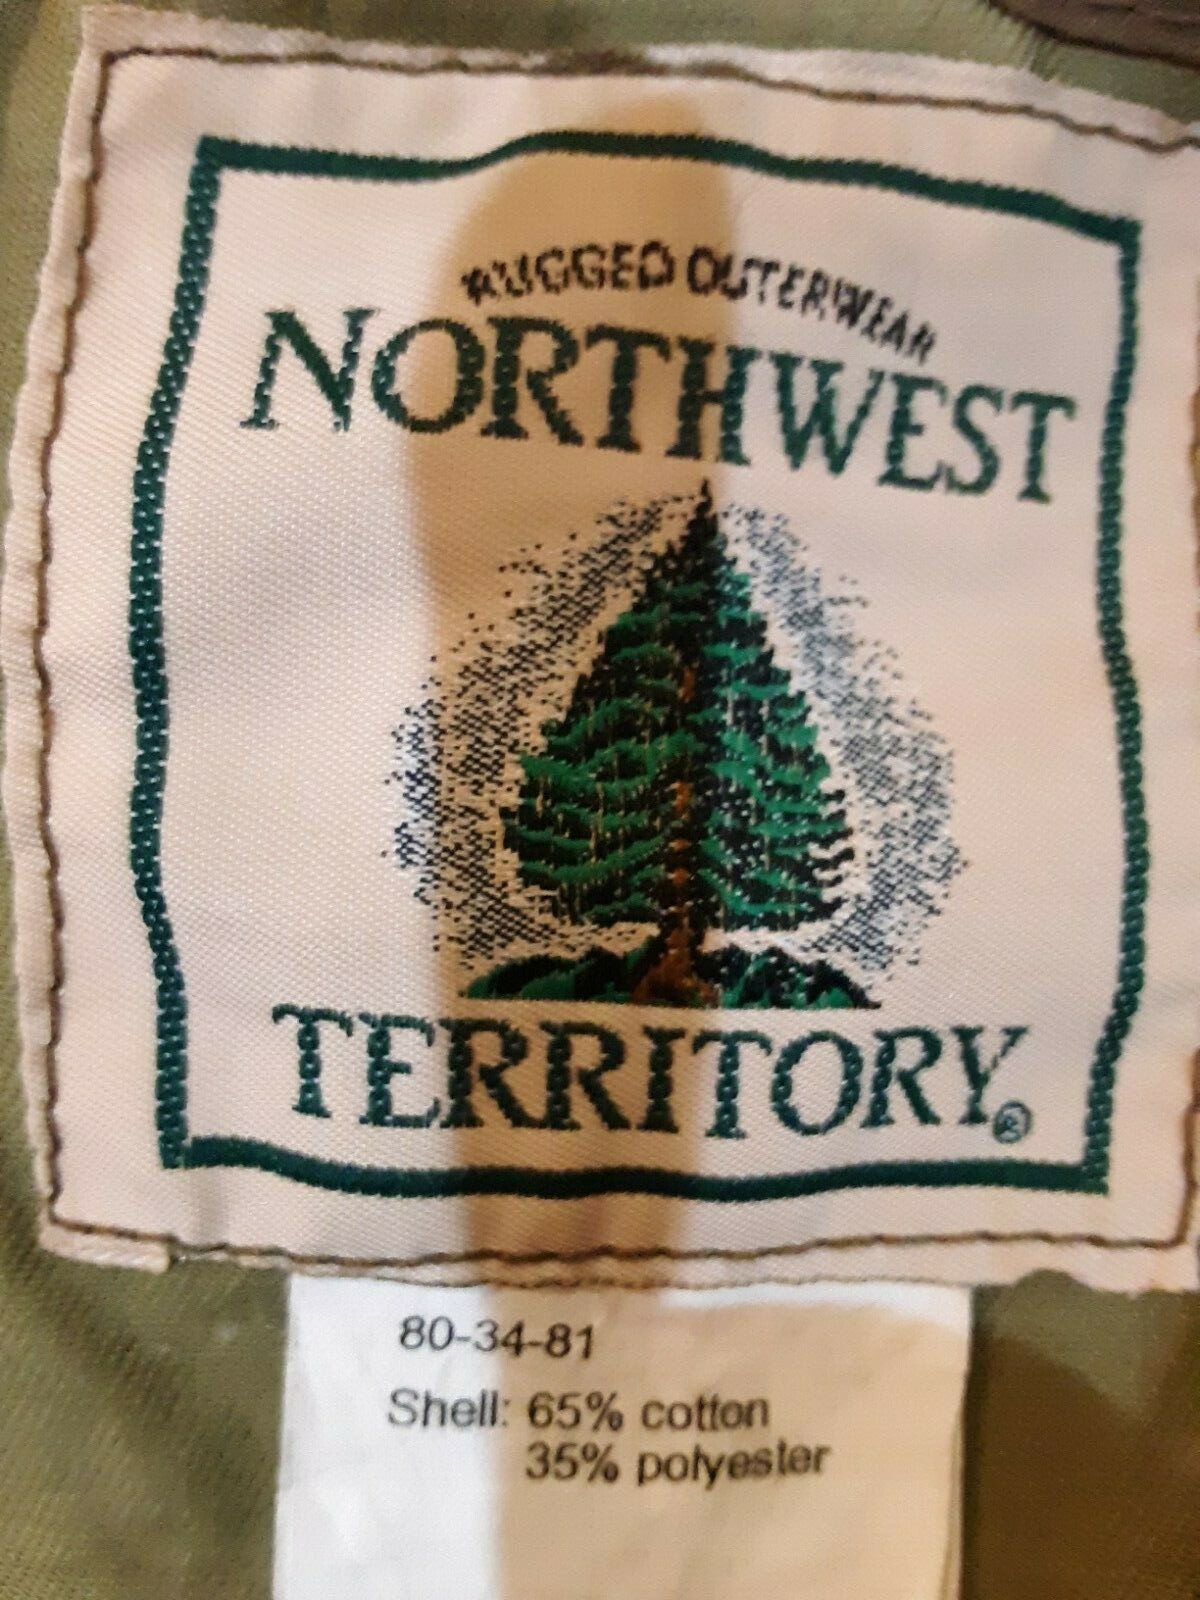 RUGGED OUTERWEAR
NORTHWEST
TERRITORY®
80-34-81
Shell: 65% cotton
35% polyester